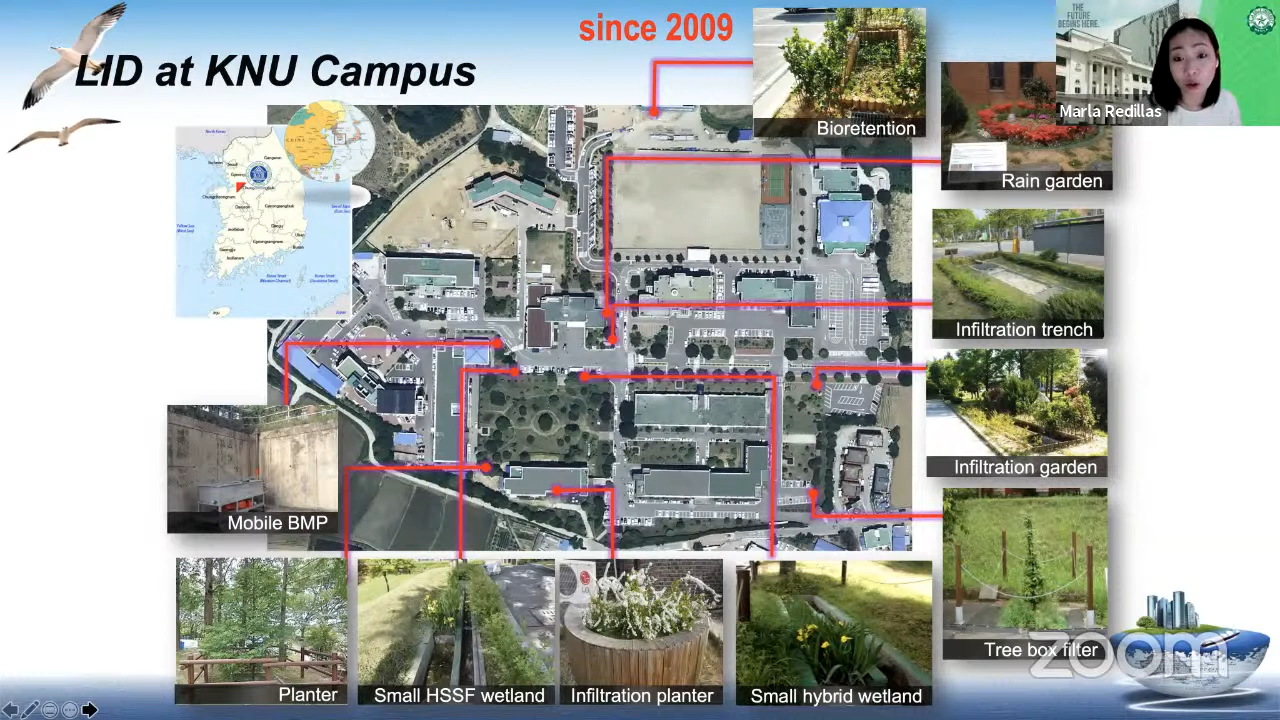 since 2009
LID at KNU Campus
THE
FUTURE
BEGINS HERE.
Marla Redillas
Bioretention
Rain garden
Infiltration trench
Infiltration garden
Mobile BMP
Tree box filter
zoom
Planter
Small HSSF wetland
Infiltration planter
Small hybrid wetland